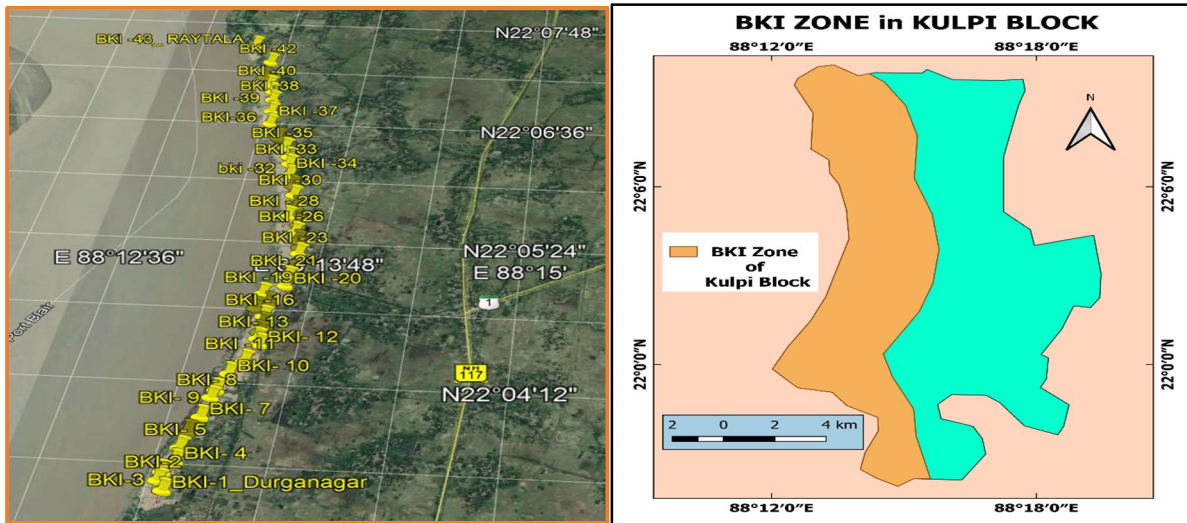 BKI -43_ RAYTALA
N22°07'48"
BKI -42
BKI -40
BKI -38
BKI -39
BKI -37
BKI -36
BKI -35
N22°06'36"
BKI -33
BKI -34
bki -32
BKI -30
BKI - 28
BKI -26
BKI -23
N22°05'24"
E 88°12'36"
BKI -21
13'48"
E 88°15'
BKI -19
BKI -20
BKI -16
1
BKI - 13
BKI- 12
Port Blair
BKI -11
BKI- 10
NH
117
BKI- 8
BKI- 9
N22°04'12"
BKI- 7
BKI- 5
BKI- 4
BKI-2
BKI-3
BKI-1_Durganagar
BKI ZONE in KULPI BLOCK
88°12'0"E 88°18'0"E
N
22°6'0"N 22°6'0"N
BKI Zone
of
Kulpi Block
22°0'0"N 22°0'0"N
2 0 2 4 km
88°12'0"E 88°18'0"E